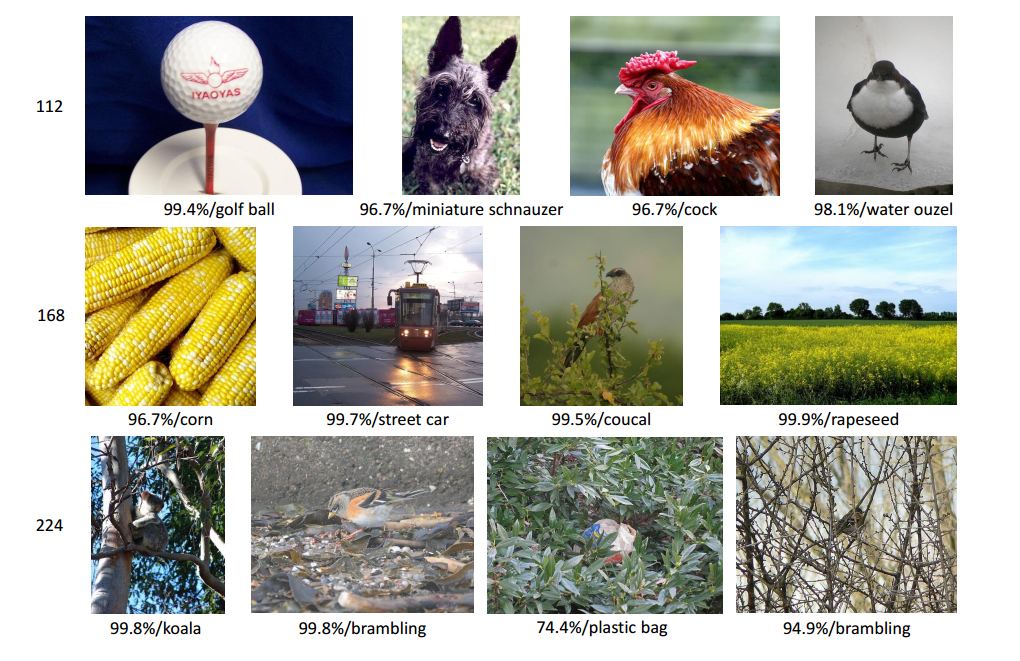 IYAOYAS
112
99.4%/golf ball 96.7%/miniature schnauzer 96.7%/cock 98.1%/water ouzel
168
96.7%/corn 99.7%/street car 99.5%/coucal 99.9%/rapeseed
224
99.8%/koala 99.8%/brambling 74.4%/plastic bag 94.9%/brambling